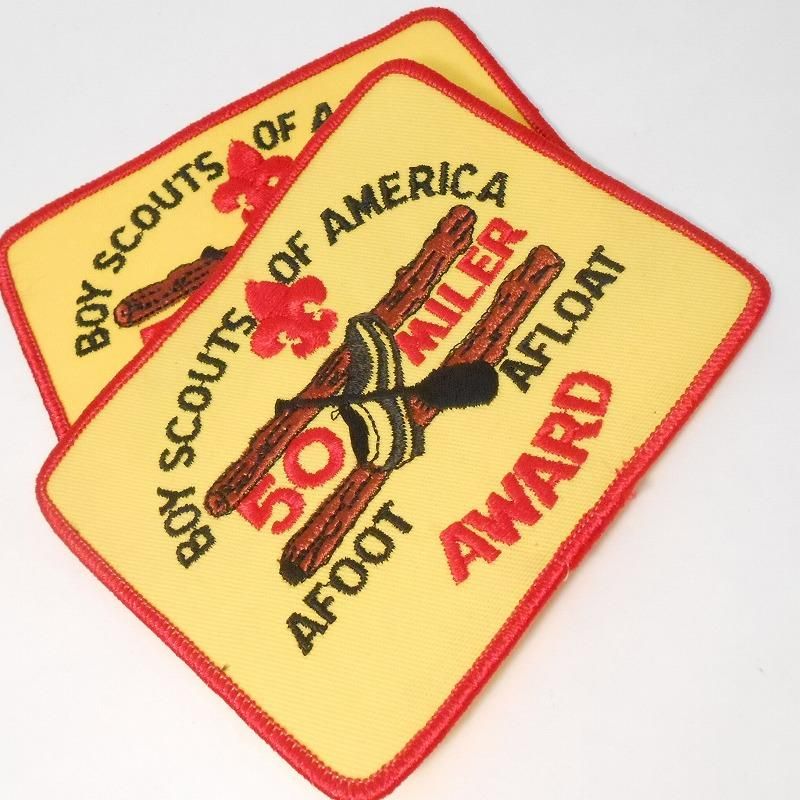 BOY SCOUTS OF
BOY SCOUTS OF AMERICA
50 MILER
AFOOT AFLOAT
AWARD